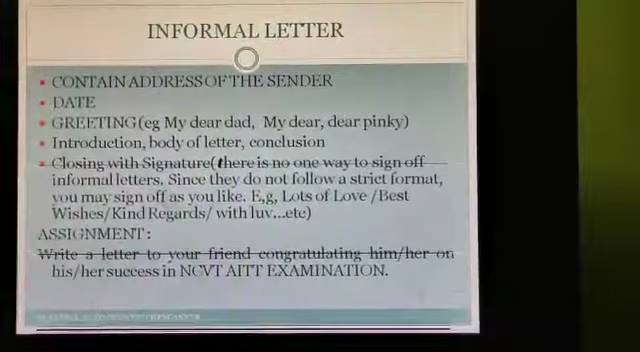 INFORMAL LETTER
CONTAIN ADDRESS OF THE SENDER
DATE
GREETING(eg My dear dad, My dear, dear pinky)
Introduction, body of letter, conclusion
Closing with Signature(there is no one way to sign off
informal letters. Since they do not follow a strict format,
you may sign off as you like. E,g, Lots of Love /Best
Wishes/Kind Regards/ with luv...etc)
ASSIGNMENT:
Write a letter to your friend congratulating him/her on
his/her success in NCVT AITT EXAMINATION.